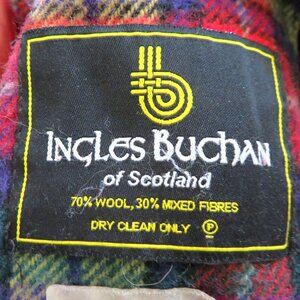 INGLES BUCHAN
of Scotland
70% WOOL, 30% MIXED FIBRES
DRY CLEAN ONLY P